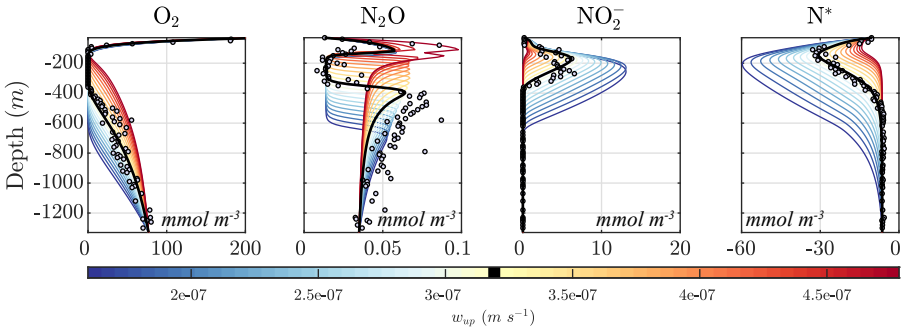 O₂ N₂O NO₂⁻ N*
Depth (m)
-200
-400
-600
-800
-1000
-1200
mmol m⁻³ mmol m⁻³ mmol m⁻³ mmol m⁻³
0 100 200 0 0.05 0.1 0 10 20 -60 -30 0
2e-07 2.5e-07 3e-07 3.5e-07 4e-07 4.5e-07
w_up (m s⁻¹)